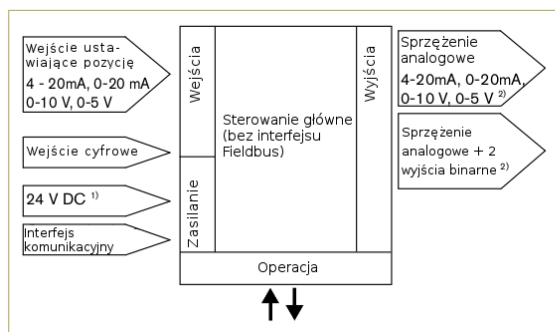 Wejście usta-
wiające pozycję
4 - 20mA, 0-20 mA
0-10 V, 0-5 V
Wejście cyfrowe
24 V DC ¹⁾
Interfejs
komunikacyjny
Wejścia
Zasilanie
Sterowanie główne
(bez interfejsu
Fieldbus)
Wyjścia
Operacja
Sprzężenie
analogowe
4-20mA, 0-20mA,
0-10 V, 0-5 V ²⁾
Sprzężenie
analogowe + 2
wyjścia binarne ²⁾